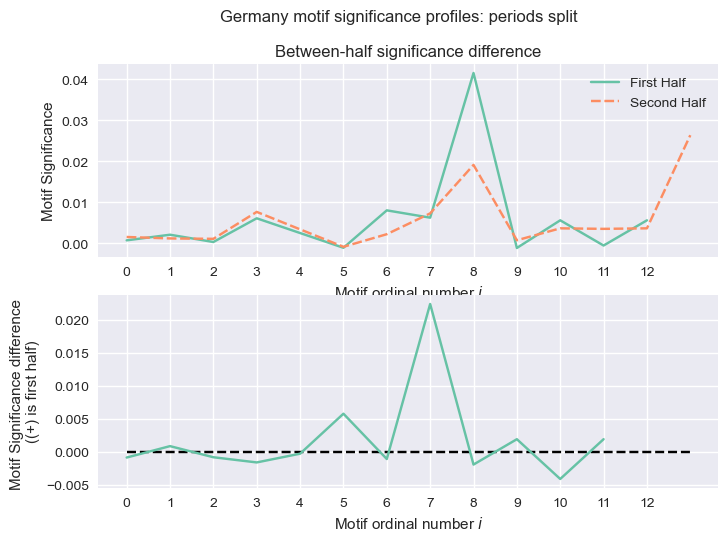 Germany motif significance profiles: periods split
Between-half significance difference
Motif Significance
0.04
0.03
0.02
0.01
0.00
First Half
Second Half
0 1 2 3 4 5 6 7 8 9 10 11 12
Motif ordinal number i
Motif Significance difference
((+) is first half)
0.020
0.015
0.010
0.005
0.000
−0.005
0 1 2 3 4 5 6 7 8 9 10 11 12
Motif ordinal number i